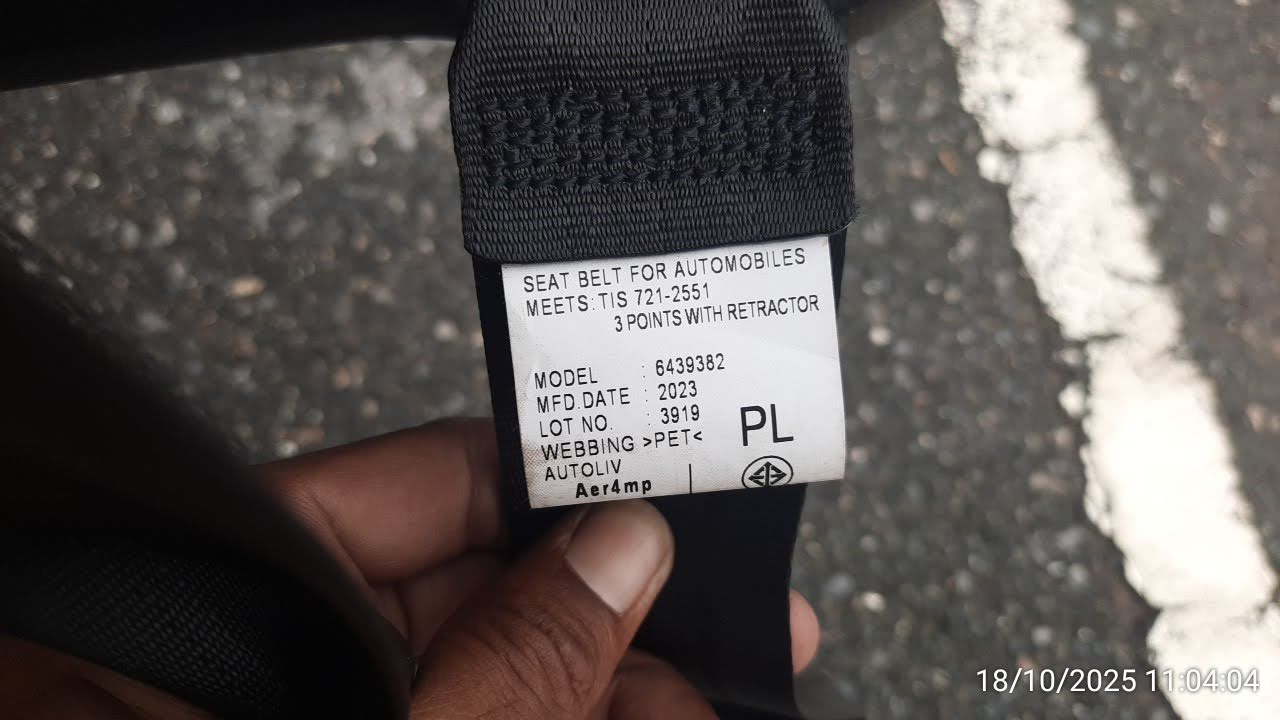 SEAT BELT FOR AUTOMOBILES
MEETS: TIS 721-2551
3 POINTS WITH RETRACTOR
MODEL : 6439382
MFD.DATE : 2023
LOT NO. : 3919
WEBBING >PET<
AUTOLIV
PL
Aer4mp
18/10/2025 11:04:04